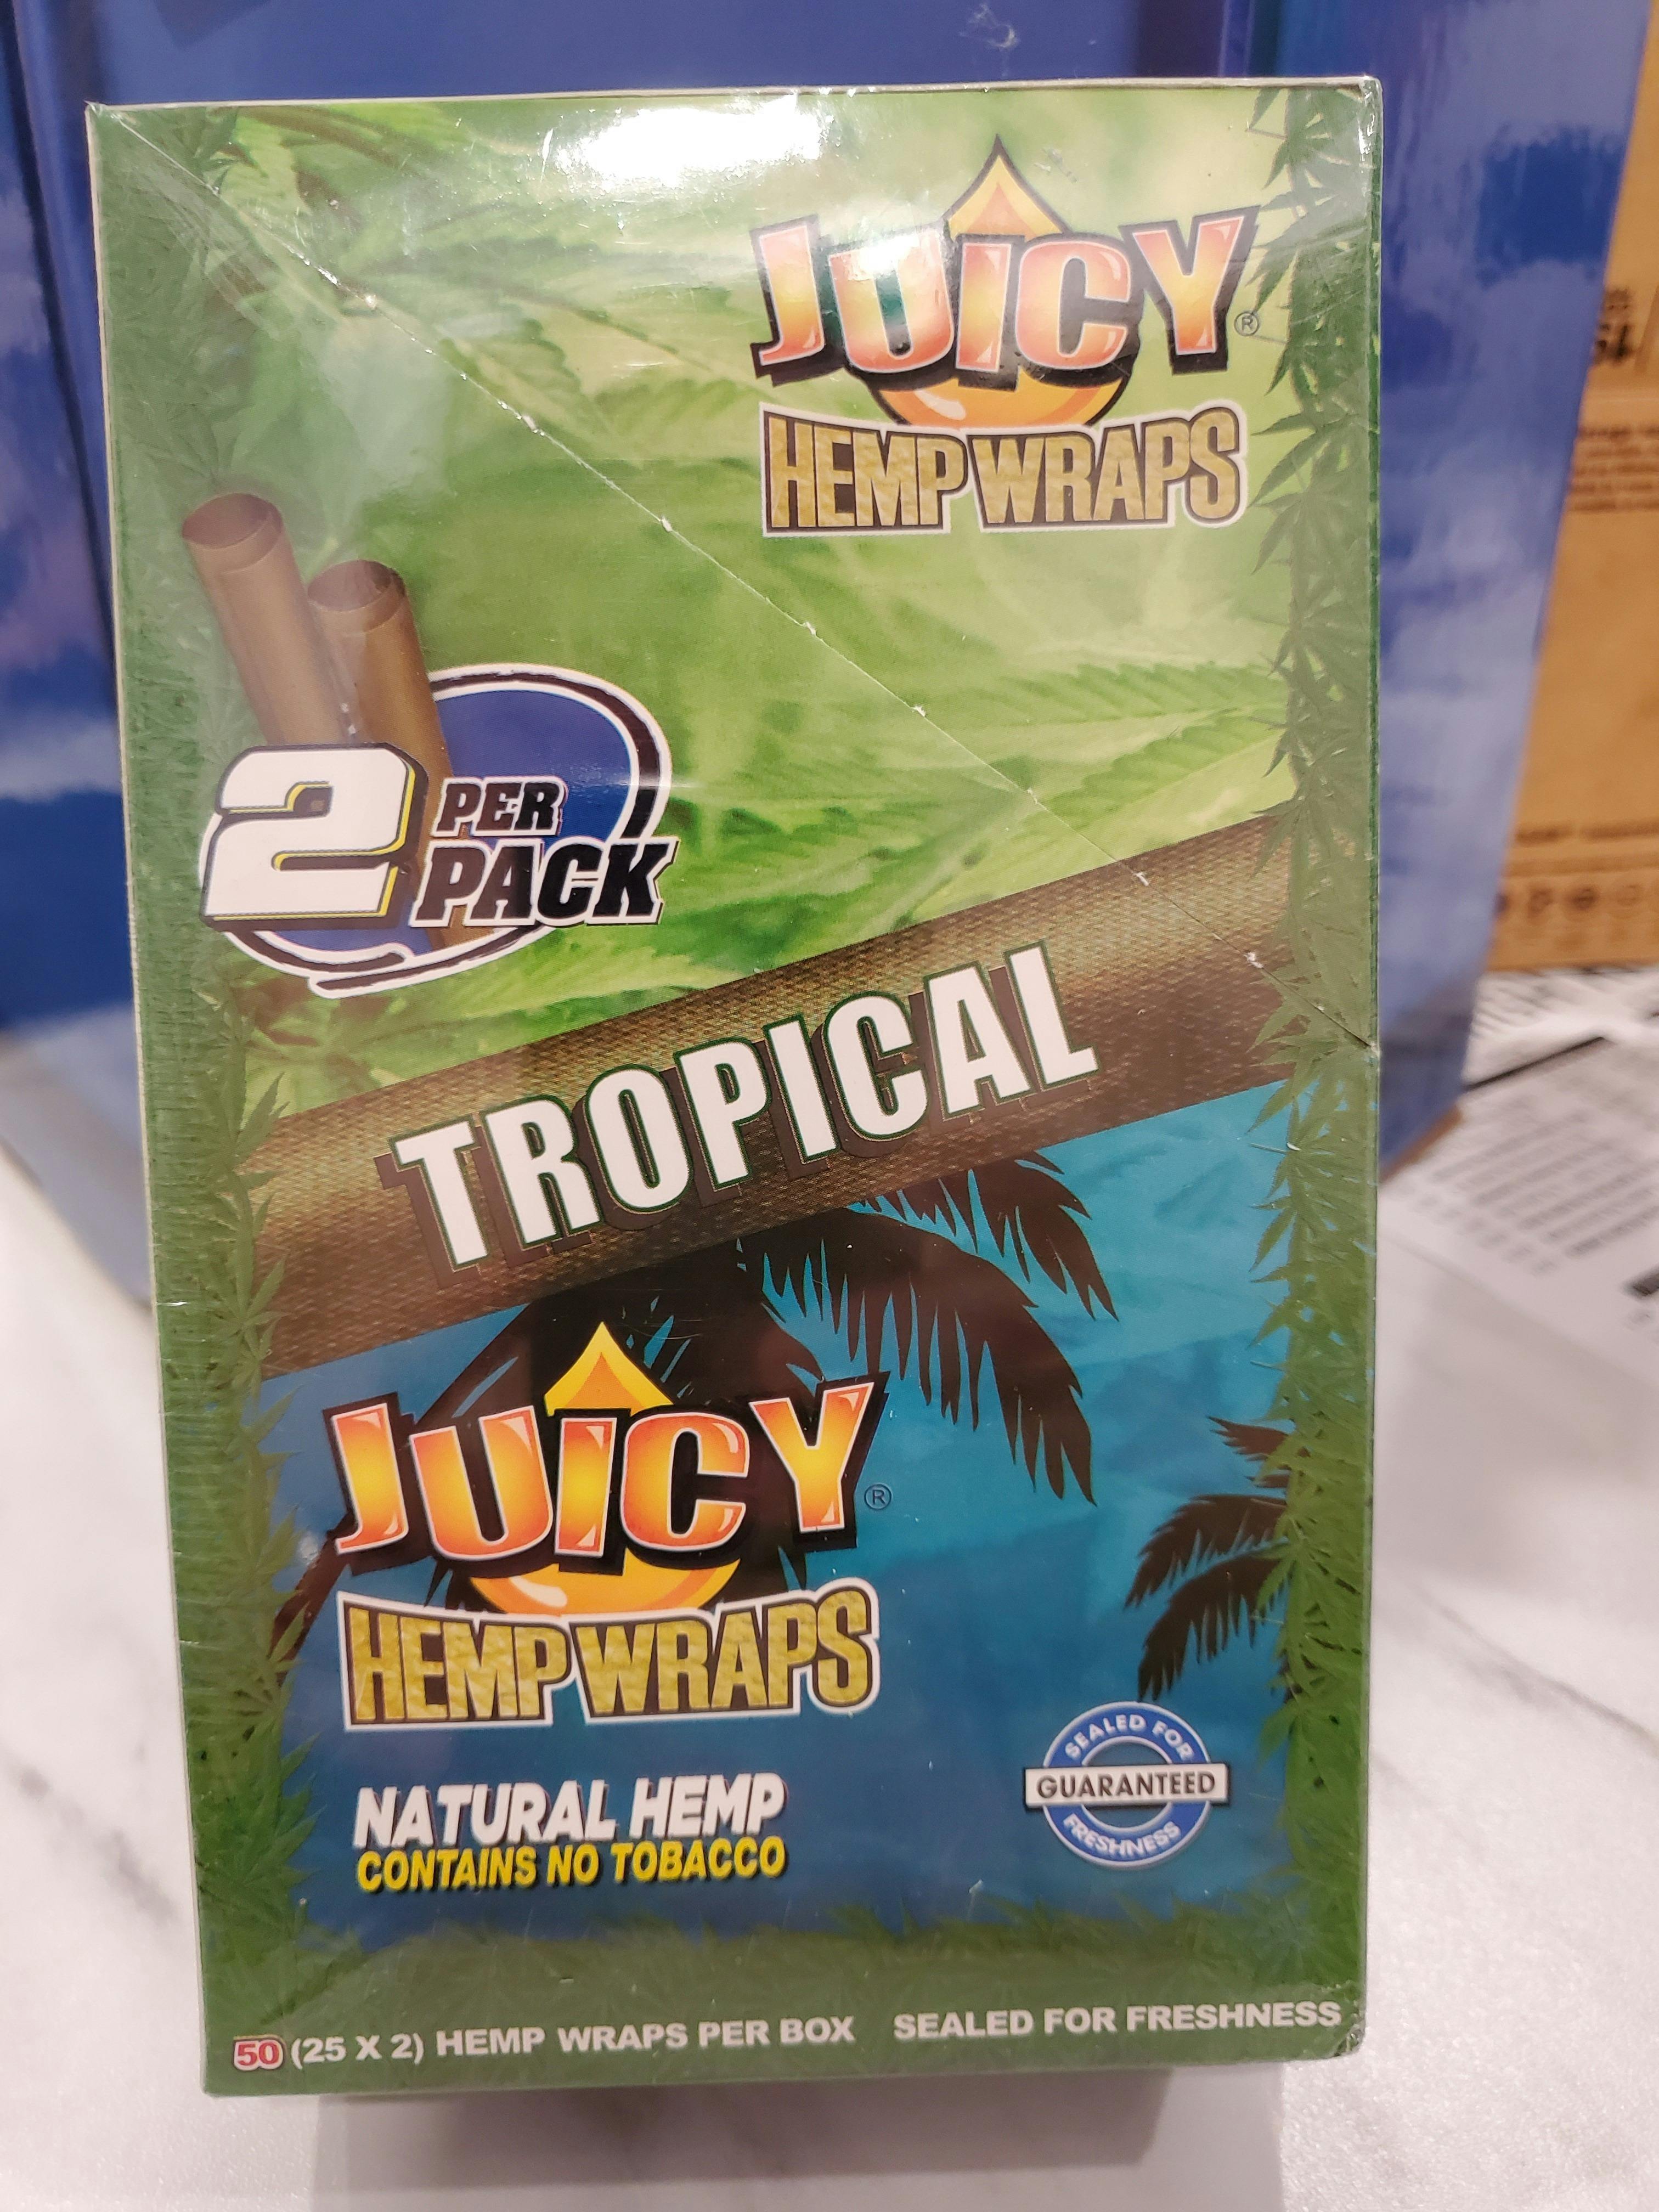 JUICY®
HEMP WRAPS
2 PER
PACK
TROPICAL
JUICY®
HEMP WRAPS
SEALED FOR
GUARANTEED
FRESHNESS
NATURAL HEMP
CONTAINS NO TOBACCO
50 (25 X 2) HEMP WRAPS PER BOX SEALED FOR FRESHNESS